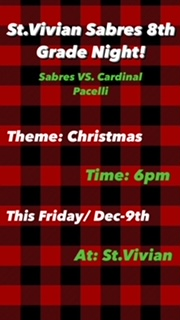 St.Vivian Sabres 8th
Grade Night!
Sabres VS. Cardinal
Pacelli
Theme: Christmas
Time: 6pm
This Friday/ Dec-9th
At: St.Vivian